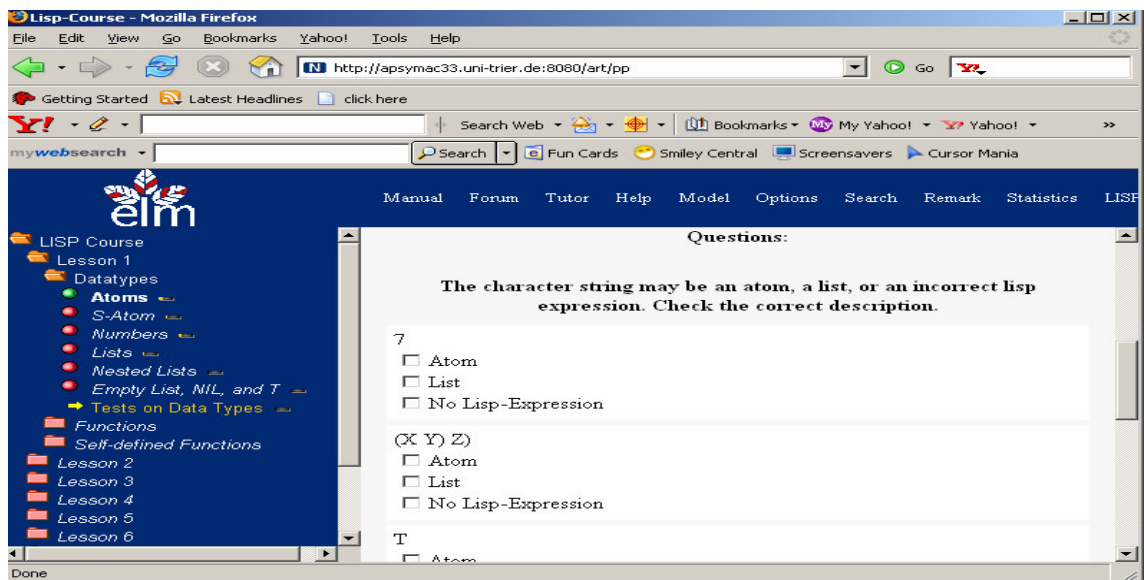 Lisp-Course - Mozilla Firefox
File Edit View Go Bookmarks Yahoo! Tools Help
http://apsymac33.uni-trier.de:8080/art/pp Go
Getting Started Latest Headlines click here
Y! Search Web Bookmarks My My Yahoo! Yahoo! »
mywebsearch Search Fun Cards Smiley Central Screensavers Cursor Mania
elm
Manual Forum Tutor Help Model Options Search Remark Statistics LISP
LISP Course
Lesson 1
Datatypes
Atoms
S-Atom
Numbers
Lists
Nested Lists
Empty List, NIL, and T
Tests on Data Types
Functions
Self-defined Functions
Lesson 2
Lesson 3
Lesson 4
Lesson 5
Lesson 6
Questions:
The character string may be an atom, a list, or an incorrect lisp
expression. Check the correct description.
7
Atom
List
No Lisp-Expression
(X Y) Z)
Atom
List
No Lisp-Expression
T
Atom
Done